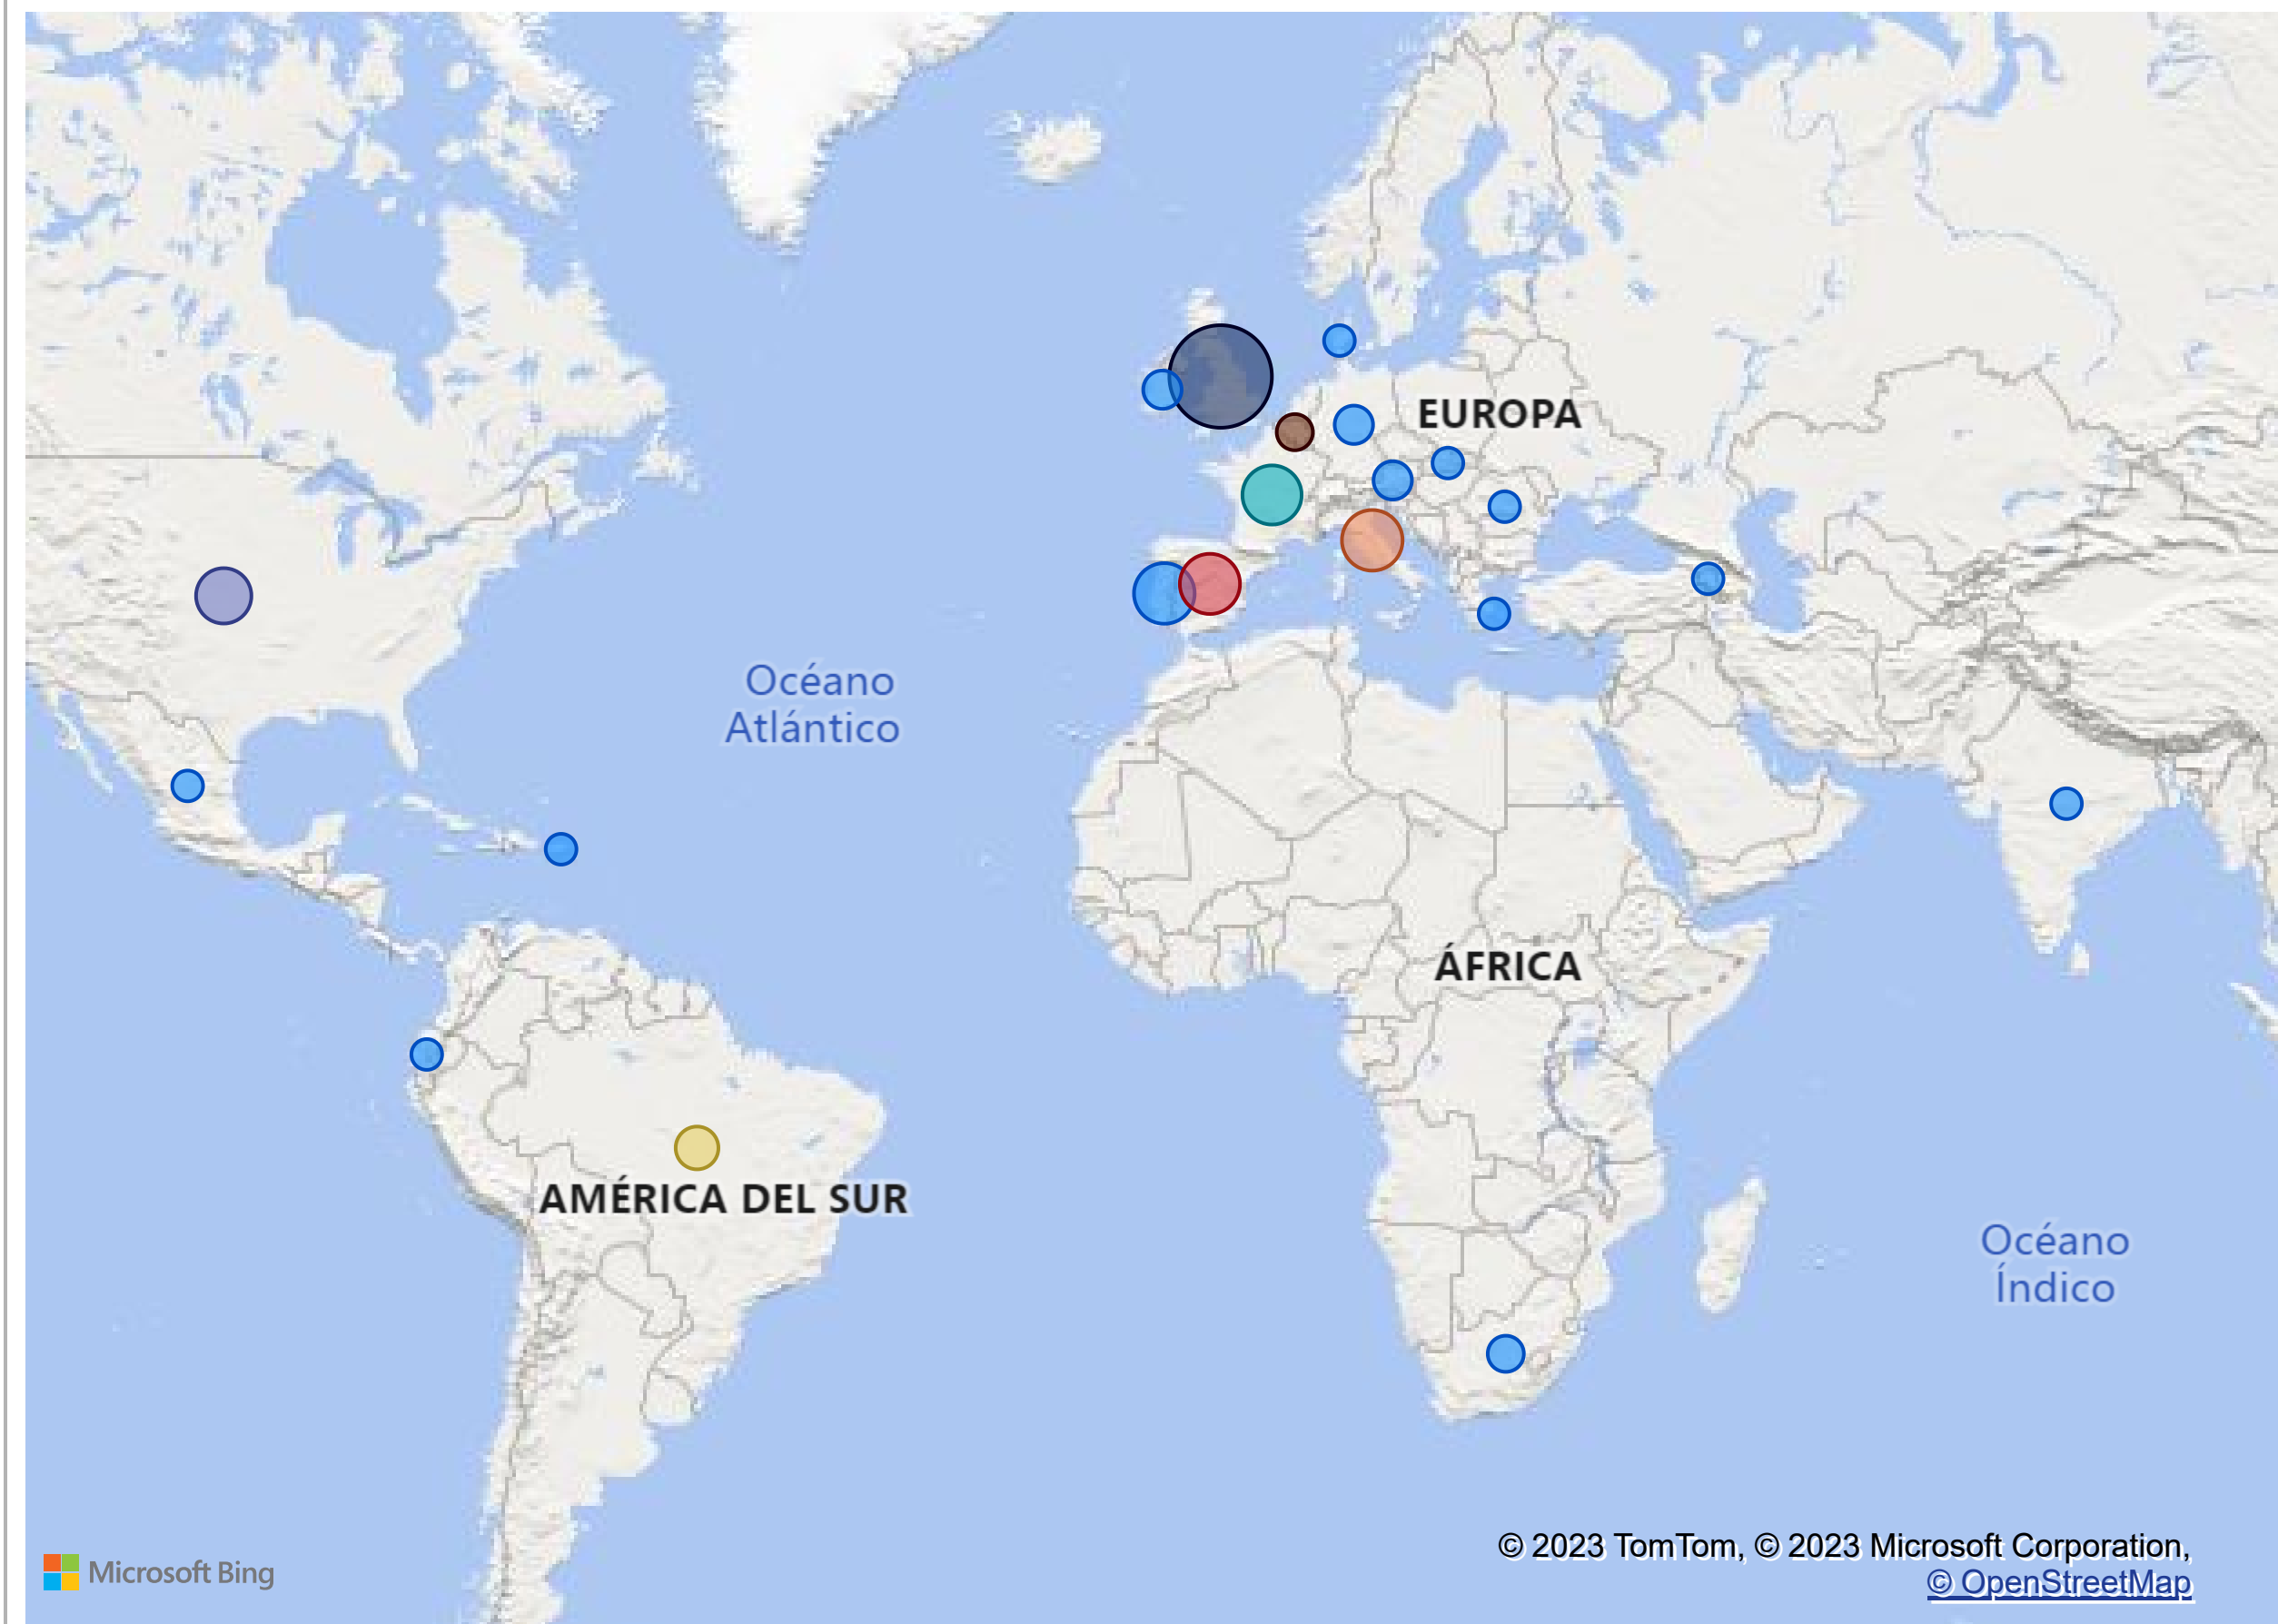 EUROPA
Océano
Atlántico
ÁFRICA
AMÉRICA DEL SUR
Océano
Índico
© 2023 TomTom, © 2023 Microsoft Corporation,
Microsoft Bing
© OpenStreetMap